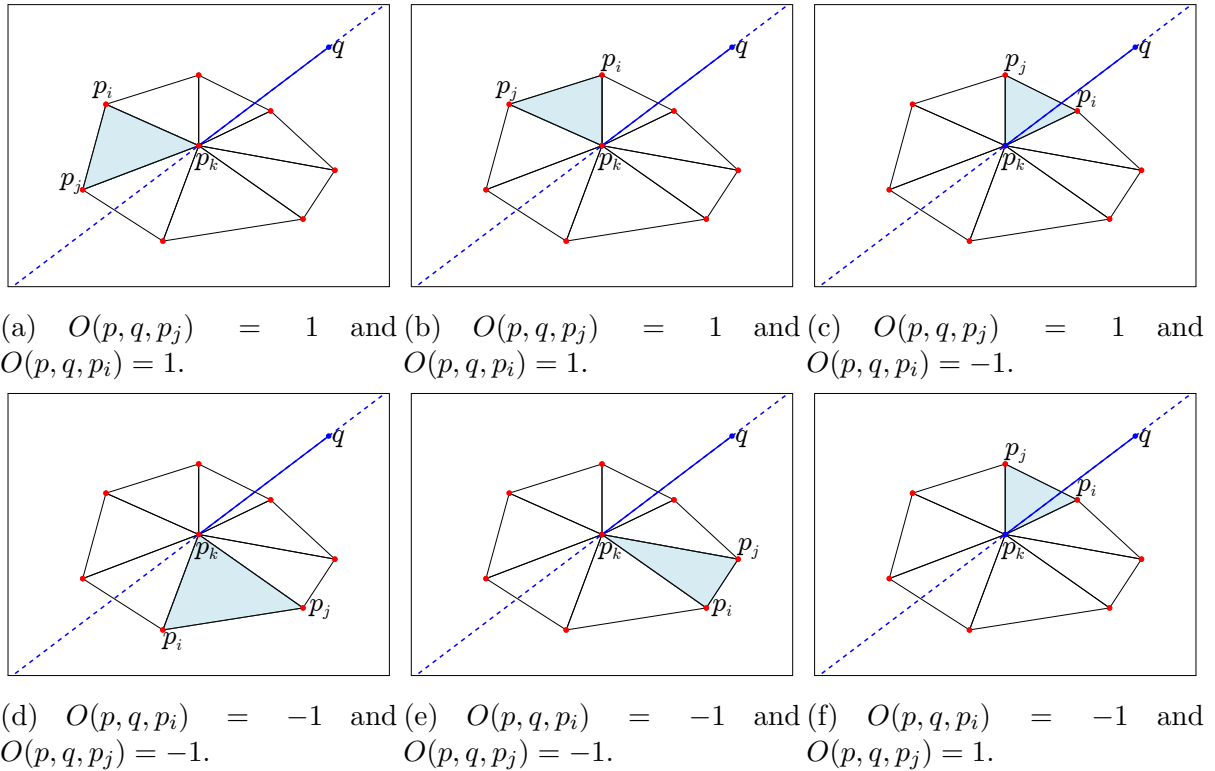 q
p_i
p_j
p_k
q
p_i
p_j
p_k
q
p_j
p_i
p_k
(a) O(p, q, p_j) = 1 and
O(p, q, p_i) = 1.
(b) O(p, q, p_j) = 1 and
O(p, q, p_i) = 1.
(c) O(p, q, p_j) = 1 and
O(p, q, p_i) = −1.
q
p_k
p_j
p_i
q
p_k
p_j
p_i
q
p_j
p_i
p_k
(d) O(p, q, p_i) = −1 and
O(p, q, p_j) = −1.
(e) O(p, q, p_i) = −1 and
O(p, q, p_j) = −1.
(f) O(p, q, p_i) = −1 and
O(p, q, p_j) = 1.